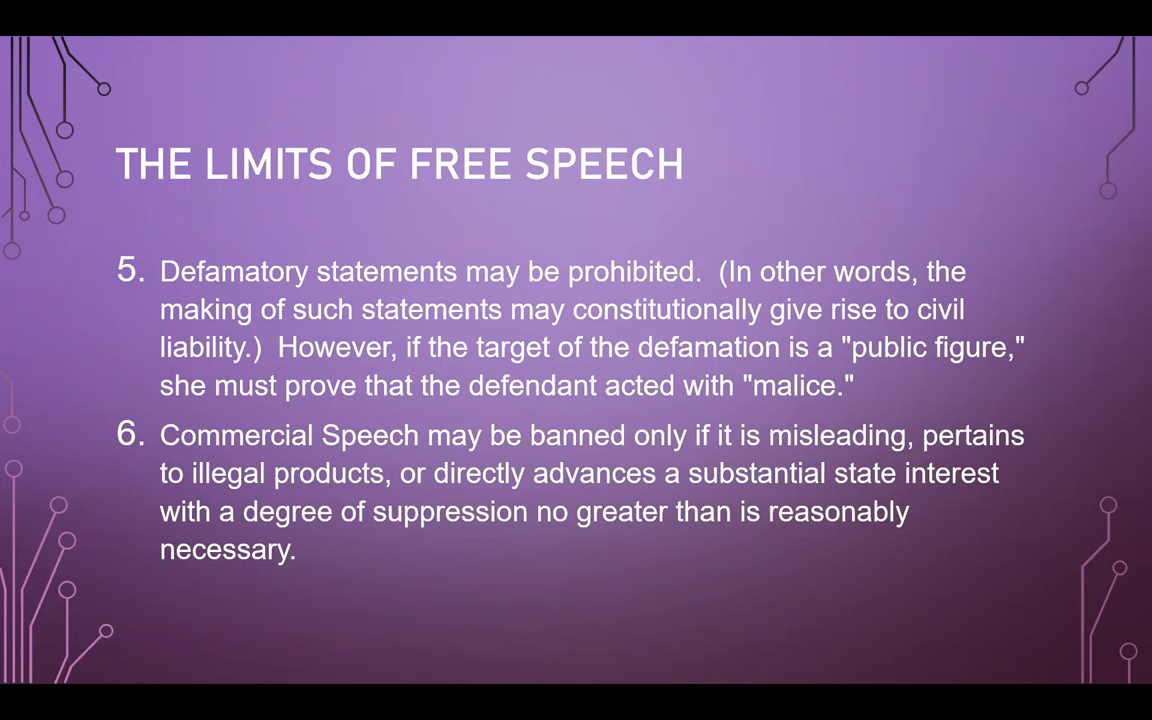 THE LIMITS OF FREE SPEECH
5. Defamatory statements may be prohibited.  (In other words, the
making of such statements may constitutionally give rise to civil
liability.)  However, if the target of the defamation is a "public figure,"
she must prove that the defendant acted with "malice."
6. Commercial Speech may be banned only if it is misleading, pertains
to illegal products, or directly advances a substantial state interest
with a degree of suppression no greater than is reasonably
necessary.